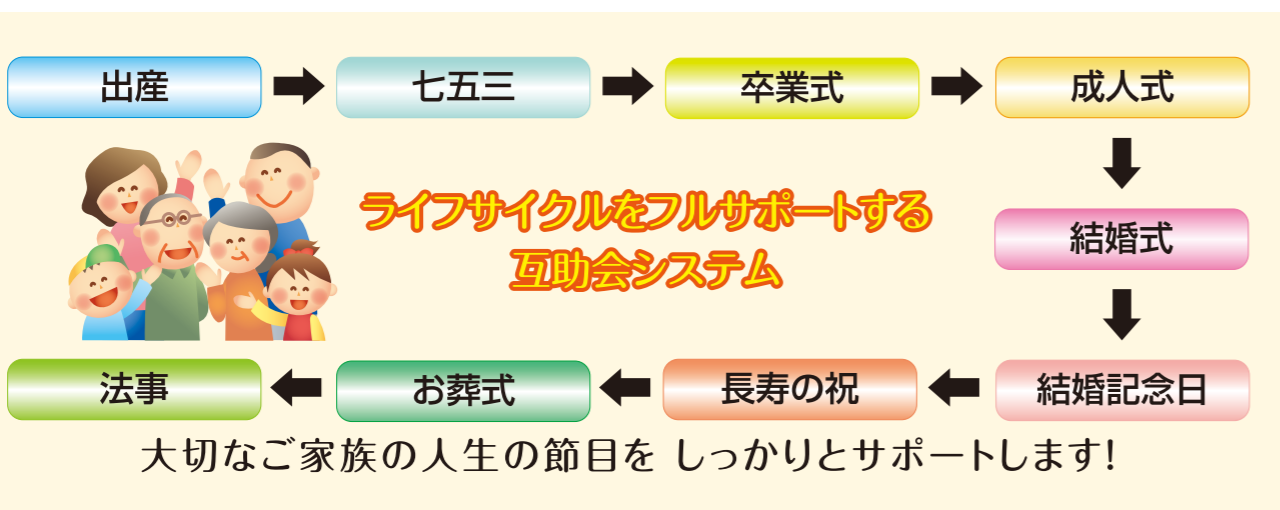 出産
七五三
卒業式
成人式
ライフサイクルをフルサポートする
互助会システム
結婚式
結婚記念日
長寿の祝
お葬式
法事
大切なご家族の人生の節目を しっかりとサポートします!